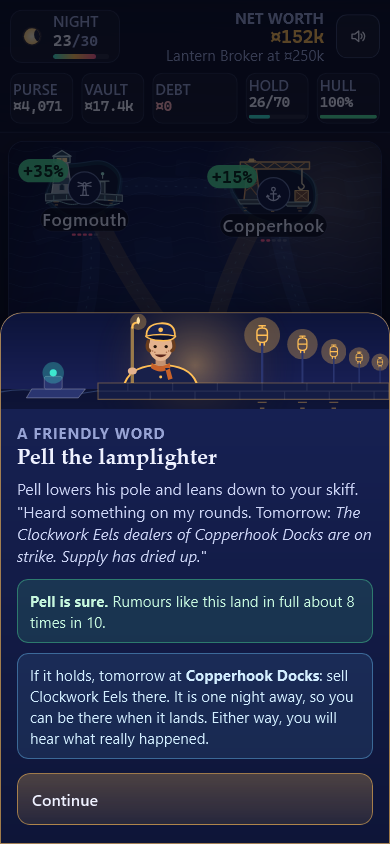 NIGHT
23/30
NET WORTH
¤152k
Lantern Broker at ¤250k
PURSE
¤4,071
VAULT
¤17.4k
DEBT
¤0
HOLD
26/70
HULL
100%
+35%
Fogmouth
+15%
Copperhook
A FRIENDLY WORD
Pell the lamplighter
Pell lowers his pole and leans down to your skiff.
"Heard something on my rounds. Tomorrow: The
Clockwork Eels dealers of Copperhook Docks are on
strike. Supply has dried up."
Pell is sure. Rumours like this land in full about 8
times in 10.
If it holds, tomorrow at Copperhook Docks: sell
Clockwork Eels there. It is one night away, so you
can be there when it lands. Either way, you will
hear what really happened.
Continue